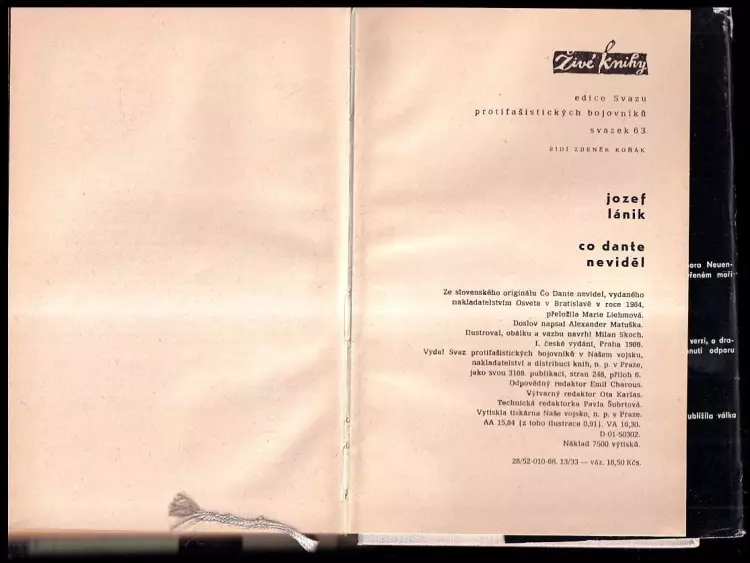 Živé knihy
edice Svazu
protifašistických bojovníků
svazek 63
ŘÍDÍ ZDENĚK KOŇÁK
jozef
lánik
co dante
neviděl
Ze slovenského originálu Čo Dante nevidel, vydaného
nakladatelstvím Osveta v Bratislavě v roce 1964,
přeložila Marie Liehmová.
Doslov napsal Alexander Matuška.
Ilustroval, obálku a vazbu navrhl Milan Skoch.
I. české vydání, Praha 1966.
Vydal Svaz protifašistických bojovníků v Našem vojsku,
nakladatelství a distribuci knih, n. p. v Praze,
jako svou 3168. publikaci, stran 248, příloh 6.
Odpovědný redaktor Emil Charous.
Výtvarný redaktor Ota Karlas.
Technická redaktorka Pavla Šubrtová.
Vytiskla tiskárna Naše vojsko, n. p. v Praze.
AA 15,84 (z toho ilustrace 0,91). VA 16,30.
D-01-50302.
Náklad 7500 výtisků.
28/52-010-66. 13/33 — váz. 16,50 Kčs.
ora Neuen-
řeném moři
verzi, o dra-
nutí odporu
ublížila válka